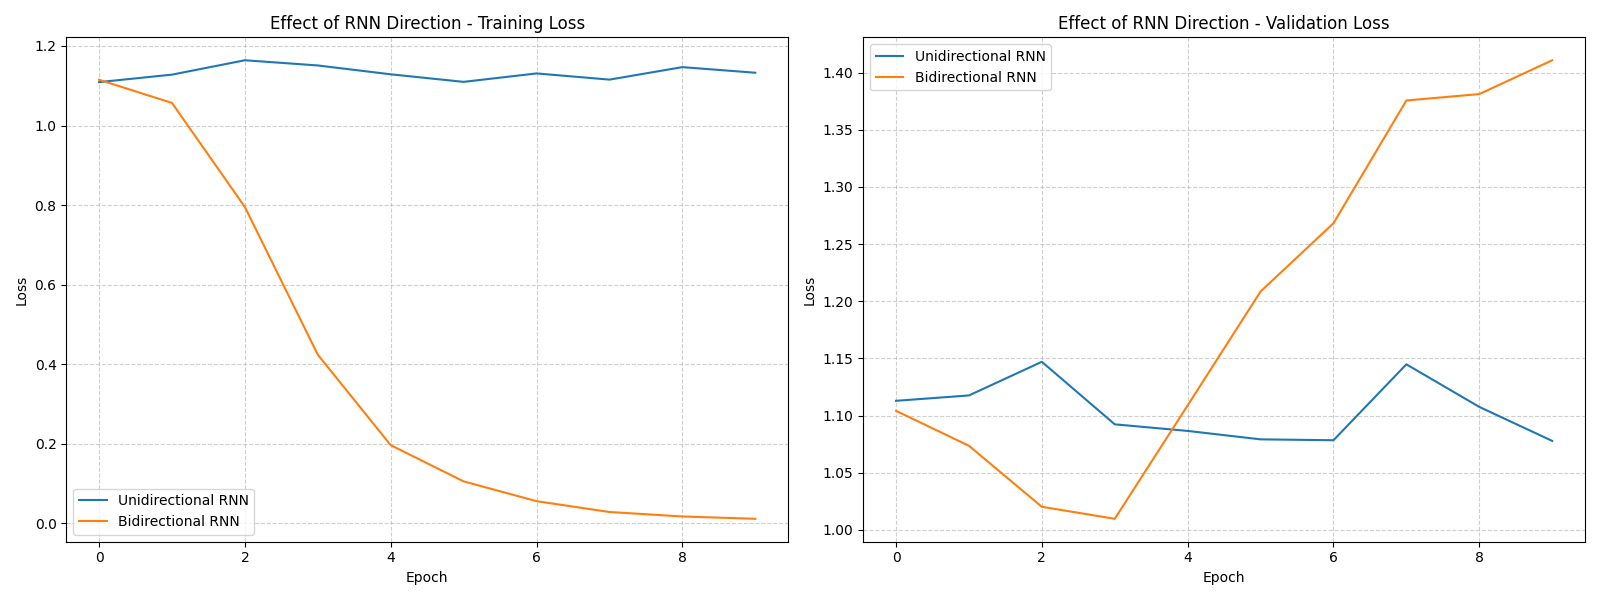 Effect of RNN Direction - Training Loss
1.2
1.0
0.8
0.6
0.4
0.2
0.0
Loss
Unidirectional RNN
Bidirectional RNN
0 2 4 6 8
Epoch
Effect of RNN Direction - Validation Loss
Unidirectional RNN
Bidirectional RNN
1.40
1.35
1.30
1.25
1.20
1.15
1.10
1.05
1.00
Loss
0 2 4 6 8
Epoch